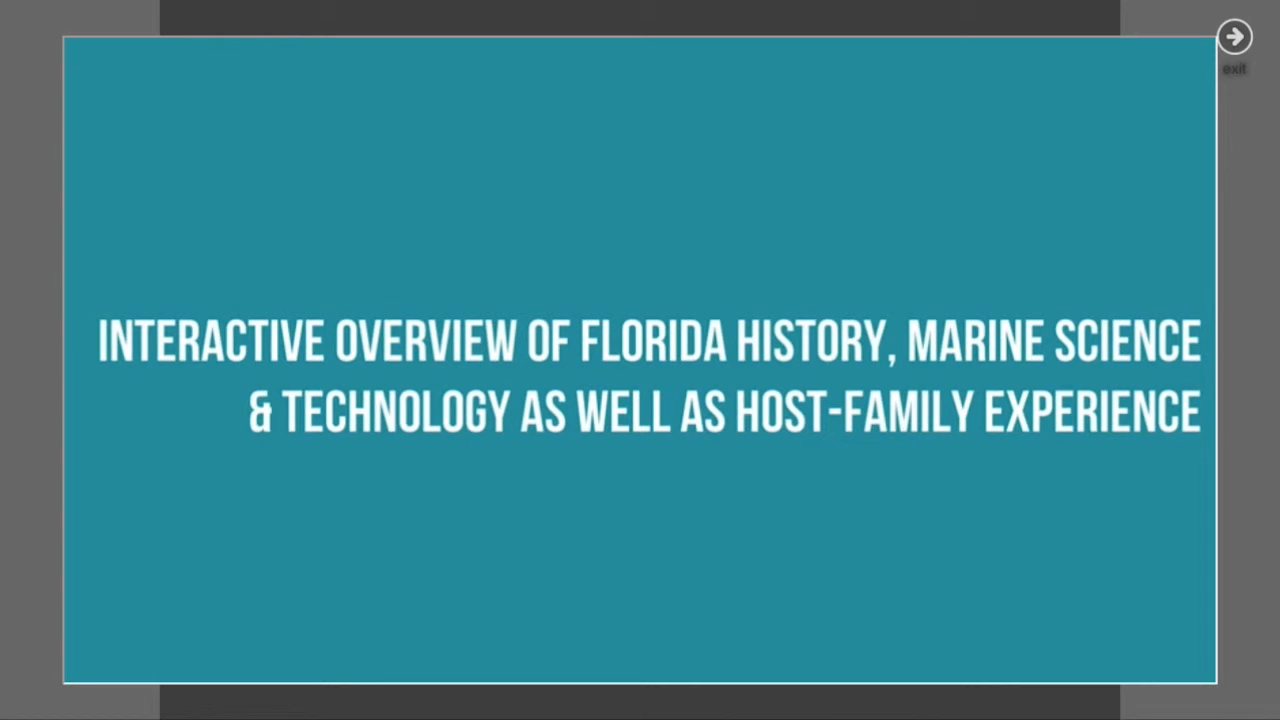 exit
INTERACTIVE OVERVIEW OF FLORIDA HISTORY, MARINE SCIENCE
& TECHNOLOGY AS WELL AS HOST-FAMILY EXPERIENCE